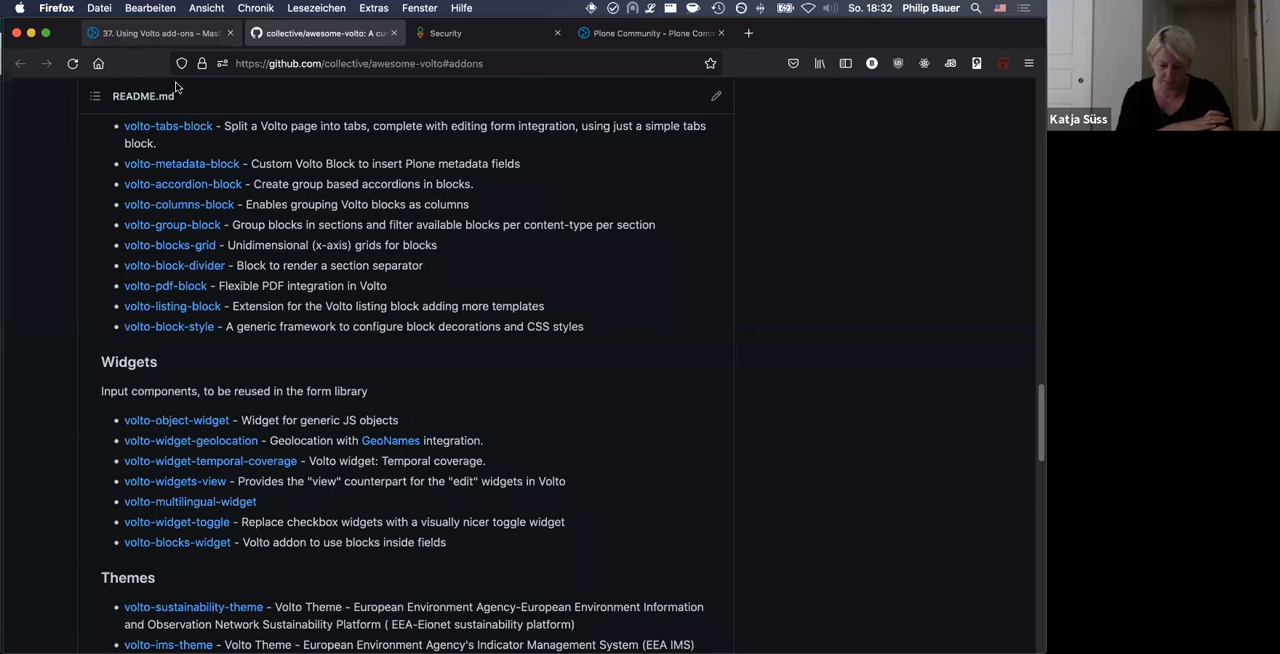 Firefox Datei Bearbeiten Ansicht Chronik Lesezeichen Extras Fenster Hilfe So. 18:32 Philip Bauer
37. Using Volto add-ons – Mas collective/awesome-volto: A cu Security Plone Community - Plone Com
https://github.com/collective/awesome-volto#addons
README.md
volto-tabs-block - Split a Volto page into tabs, complete with editing form integration, using just a simple tabs
block.
volto-metadata-block - Custom Volto Block to insert Plone metadata fields
volto-accordion-block - Create group based accordions in blocks.
volto-columns-block - Enables grouping Volto blocks as columns
volto-group-block - Group blocks in sections and filter available blocks per content-type per section
volto-blocks-grid - Unidimensional (x-axis) grids for blocks
volto-block-divider - Block to render a section separator
volto-pdf-block - Flexible PDF integration in Volto
volto-listing-block - Extension for the Volto listing block adding more templates
volto-block-style - A generic framework to configure block decorations and CSS styles
Widgets
Input components, to be reused in the form library
volto-object-widget - Widget for generic JS objects
volto-widget-geolocation - Geolocation with GeoNames integration.
volto-widget-temporal-coverage - Volto widget: Temporal coverage.
volto-widgets-view - Provides the "view" counterpart for the "edit" widgets in Volto
volto-multilingual-widget
volto-widget-toggle - Replace checkbox widgets with a visually nicer toggle widget
volto-blocks-widget - Volto addon to use blocks inside fields
Themes
volto-sustainability-theme - Volto Theme - European Environment Agency-European Environment Information
and Observation Network Sustainability Platform ( EEA-Eionet sustainability platform)
volto-ims-theme - Volto Theme - European Environment Agency's Indicator Management System (EEA IMS)
Katja Süss